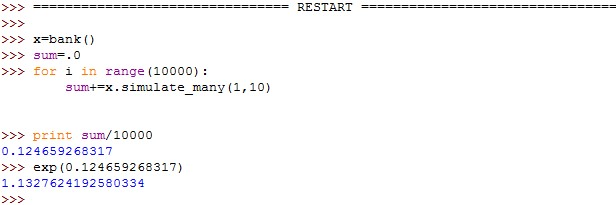 >>> ================================ RESTART ================================
>>>
>>> x=bank()
>>> sum=.0
>>> for i in range(10000):
        sum+=x.simulate_many(1,10)
>>> print sum/10000
0.124659268317
>>> exp(0.124659268317)
1.1327624192580334
>>>